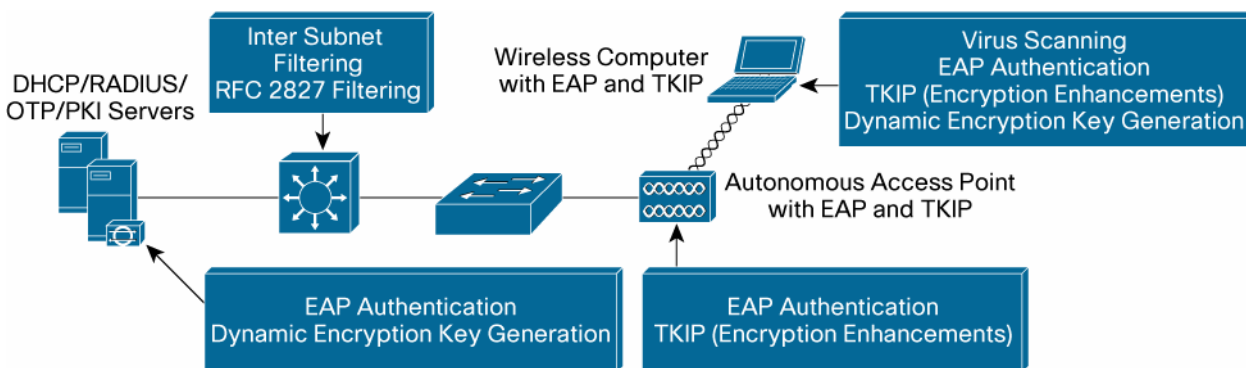 Inter Subnet
Filtering
RFC 2827 Filtering
DHCP/RADIUS/
OTP/PKI Servers
Wireless Computer
with EAP and TKIP
Virus Scanning
EAP Authentication
TKIP (Encryption Enhancements)
Dynamic Encryption Key Generation
Autonomous Access Point
with EAP and TKIP
EAP Authentication
Dynamic Encryption Key Generation
EAP Authentication
TKIP (Encryption Enhancements)